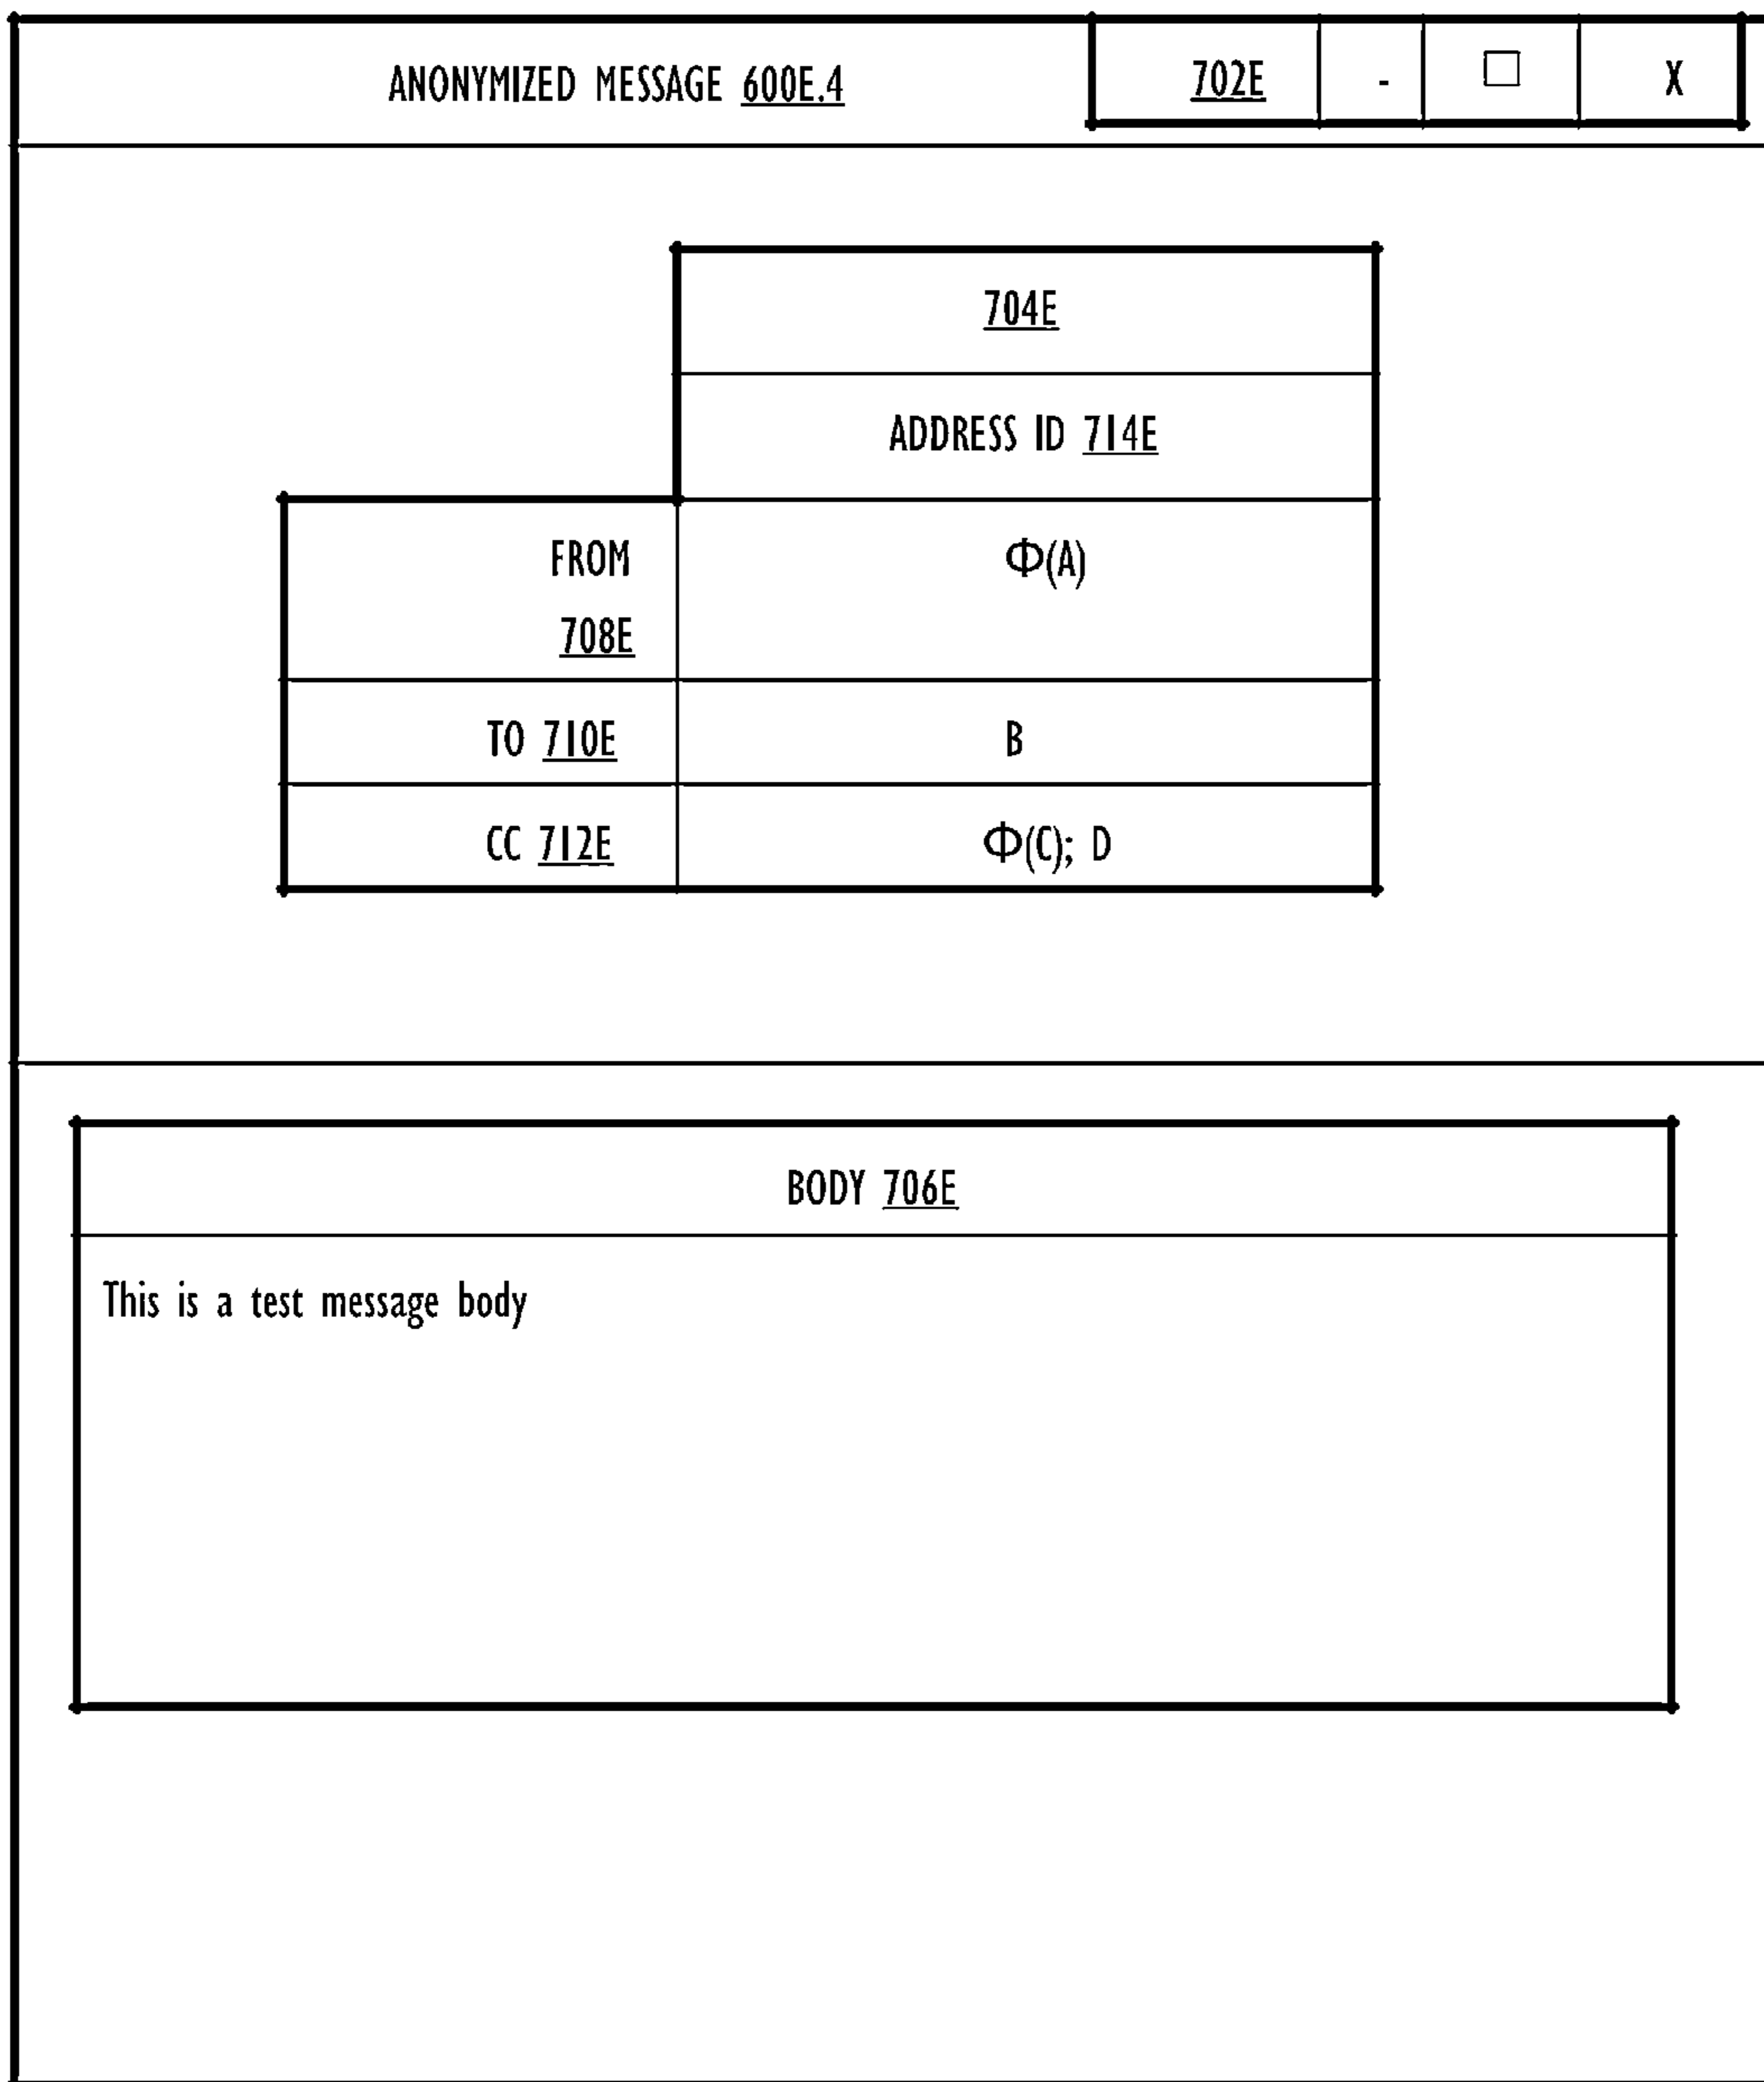 ANONYMIZED MESSAGE 600E.4
702E - □ X
704E
ADDRESS ID 714E
FROM Φ(A)
708E
TO 710E B
CC 712E Φ(C); D
BODY 706E
This is a test message body